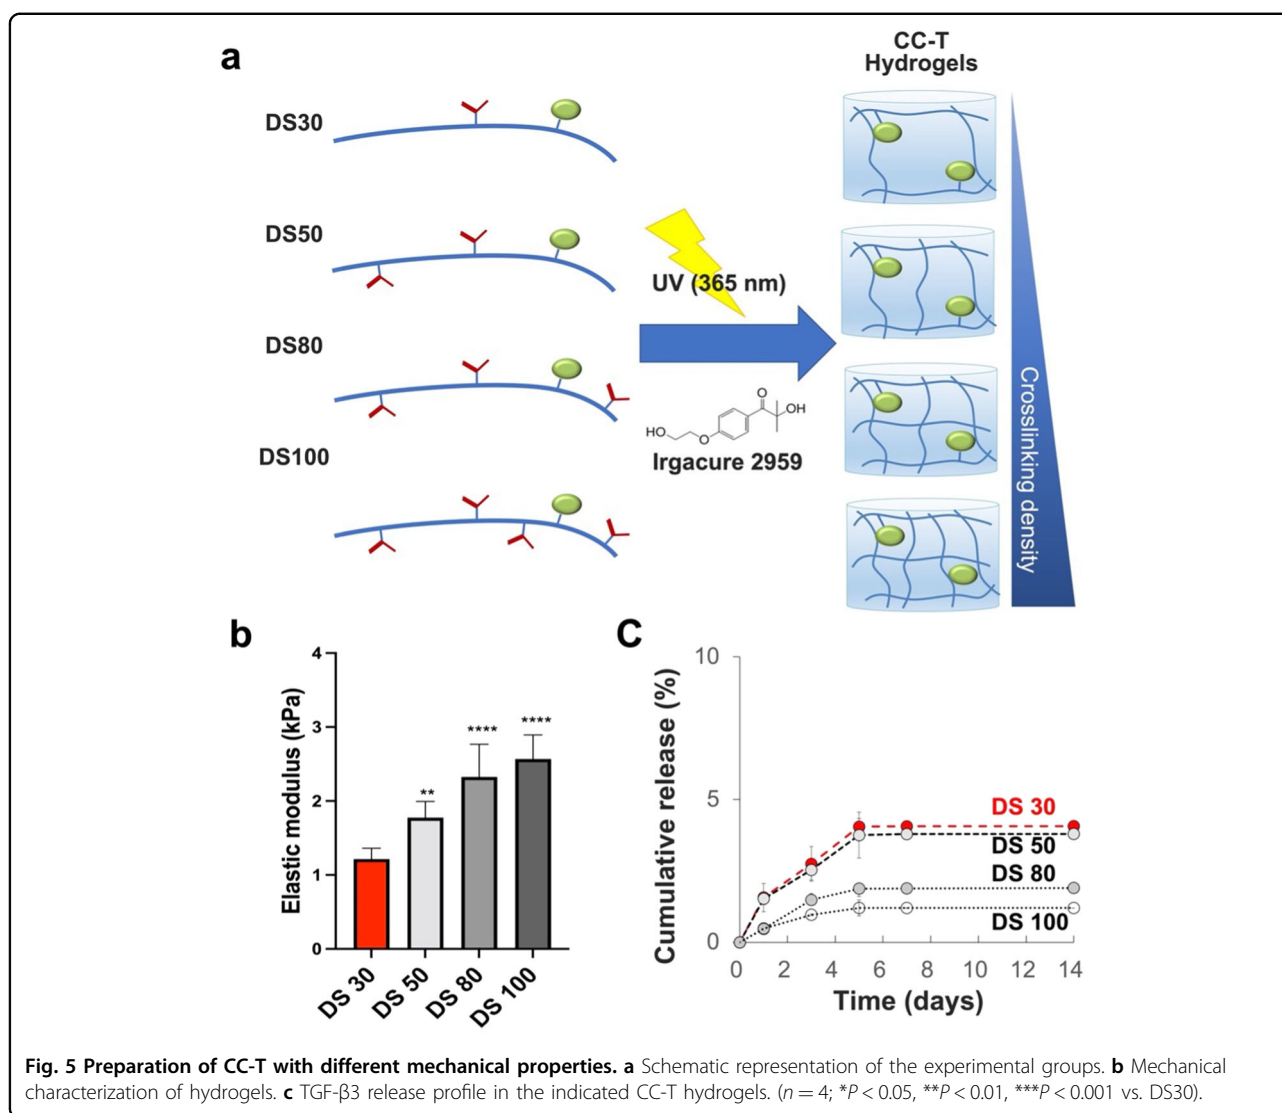 a
CC-T
Hydrogels
DS30
DS50
UV (365 nm)
DS80
HO
O
O
OH
Irgacure 2959
DS100
Crosslinking density
b
Elastic modulus (kPa)
4
3
2
1
0
**
****
****
DS 30
DS 50
DS 80
DS 100
C
Cumulative release (%)
10
5
0
DS 30
DS 50
DS 80
DS 100
0 2 4 6 8 10 12 14
Time (days)
Fig. 5 Preparation of CC-T with different mechanical properties. a Schematic representation of the experimental groups. b Mechanical
characterization of hydrogels. c TGF-β3 release profile in the indicated CC-T hydrogels. (n = 4; *P < 0.05, **P < 0.01, ***P < 0.001 vs. DS30).